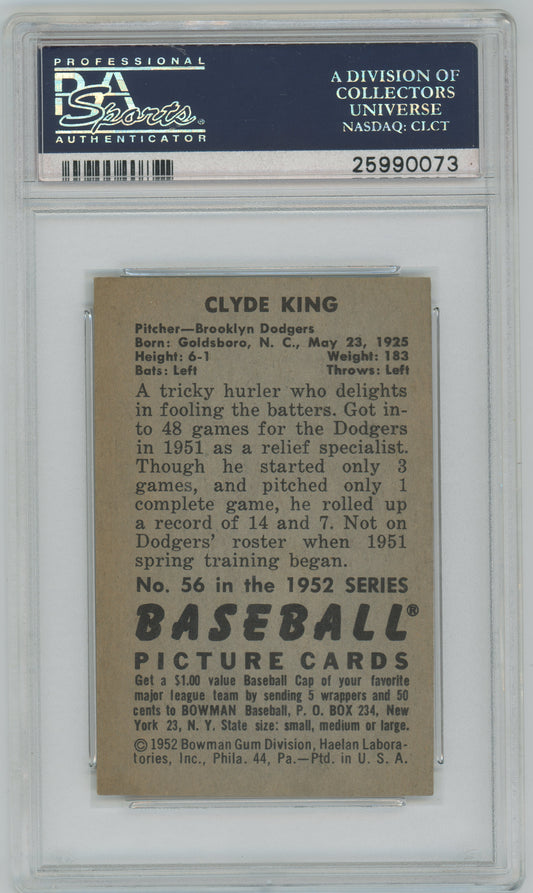 PROFESSIONAL
PSA
Sports
AUTHENTICATOR
A DIVISION OF
COLLECTORS
UNIVERSE
NASDAQ: CLCT
25990073
CLYDE KING
Pitcher—Brooklyn Dodgers
Born: Goldsboro, N. C., May 23, 1925
Height: 6-1 Weight: 183
Bats: Left Throws: Left
A tricky hurler who delights
in fooling the batters. Got in-
to 48 games for the Dodgers
in 1951 as a relief specialist.
Though he started only 3
games, and pitched only 1
complete game, he rolled up
a record of 14 and 7. Not on
Dodgers' roster when 1951
spring training began.
No. 56 in the 1952 SERIES
BASEBALL®
PICTURE CARDS
Get a $1.00 value Baseball Cap of your favorite
major league team by sending 5 wrappers and 50
cents to BOWMAN Baseball, P. O. BOX 234, New
York 23, N. Y. State size: small, medium or large.
© 1952 Bowman Gum Division, Haelan Labora-
tories, Inc., Phila. 44, Pa.—Ptd. in U. S. A.